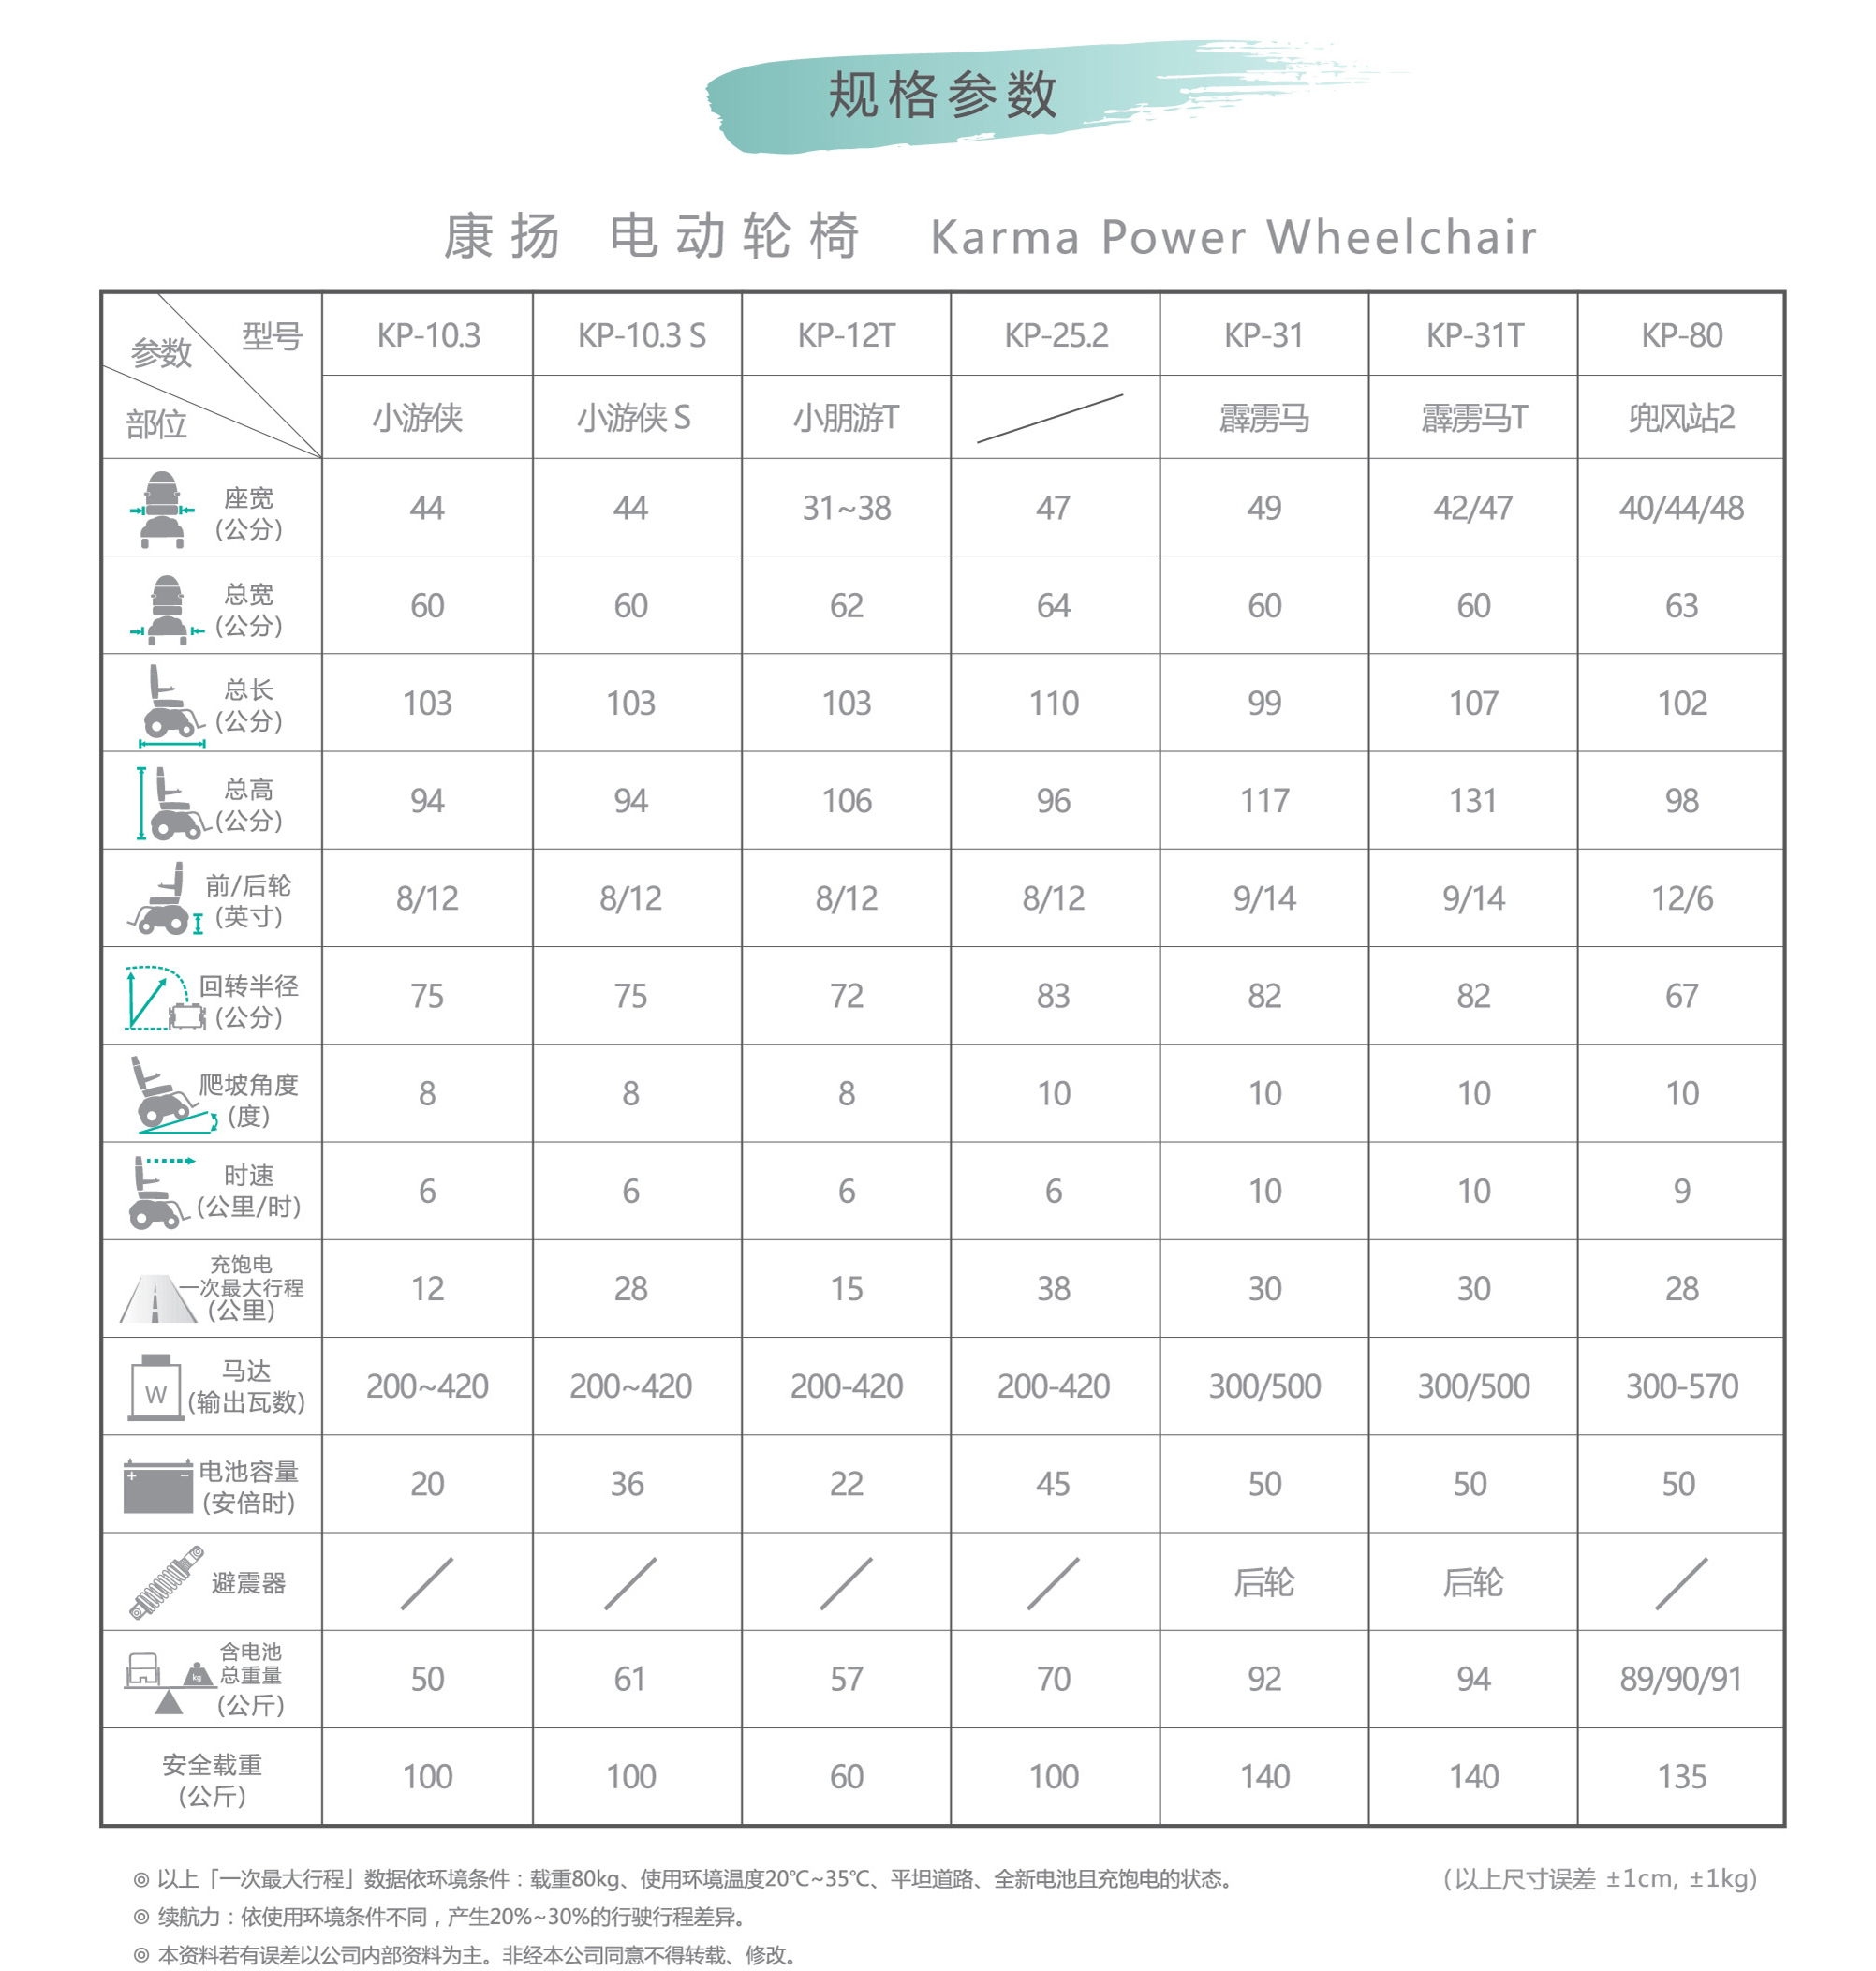 规格参数
康扬 电动轮椅 Karma Power Wheelchair
参数 型号 部位 KP-10.3 KP-10.3 S KP-12T KP-25.2 KP-31 KP-31T KP-80
小游侠 小游侠 S 小朋游T 霹雳马 霹雳马T 兜风站2
座宽
(公分) 44 44 31~38 47 49 42/47 40/44/48
总宽
(公分) 60 60 62 64 60 60 63
总长
(公分) 103 103 103 110 99 107 102
总高
(公分) 94 94 106 96 117 131 98
前/后轮
(英寸) 8/12 8/12 8/12 8/12 9/14 9/14 12/6
回转半径
(公分) 75 75 72 83 82 82 67
爬坡角度
(度) 8 8 8 10 10 10 10
时速
(公里/时) 6 6 6 6 10 10 9
充饱电
一次最大行程
(公里) 12 28 15 38 30 30 28
W
马达
(输出瓦数) 200~420 200~420 200-420 200-420 300/500 300/500 300-570
+ −
电池容量
(安倍时) 20 36 22 45 50 50 50
避震器 / / / / 后轮 后轮 /
kg
含电池
总重量
(公斤) 50 61 57 70 92 94 89/90/91
安全载重
(公斤) 100 100 60 100 140 140 135
◎ 以上「一次最大行程」数据依环境条件：载重80kg、使用环境温度20℃~35℃、平坦道路、全新电池且充饱电的状态。
(以上尺寸误差 ±1cm, ±1kg)
◎ 续航力：依使用环境条件不同，产生20%~30%的行驶行程差异。
◎ 本资料若有误差以公司内部资料为主。非经本公司同意不得转载、修改。